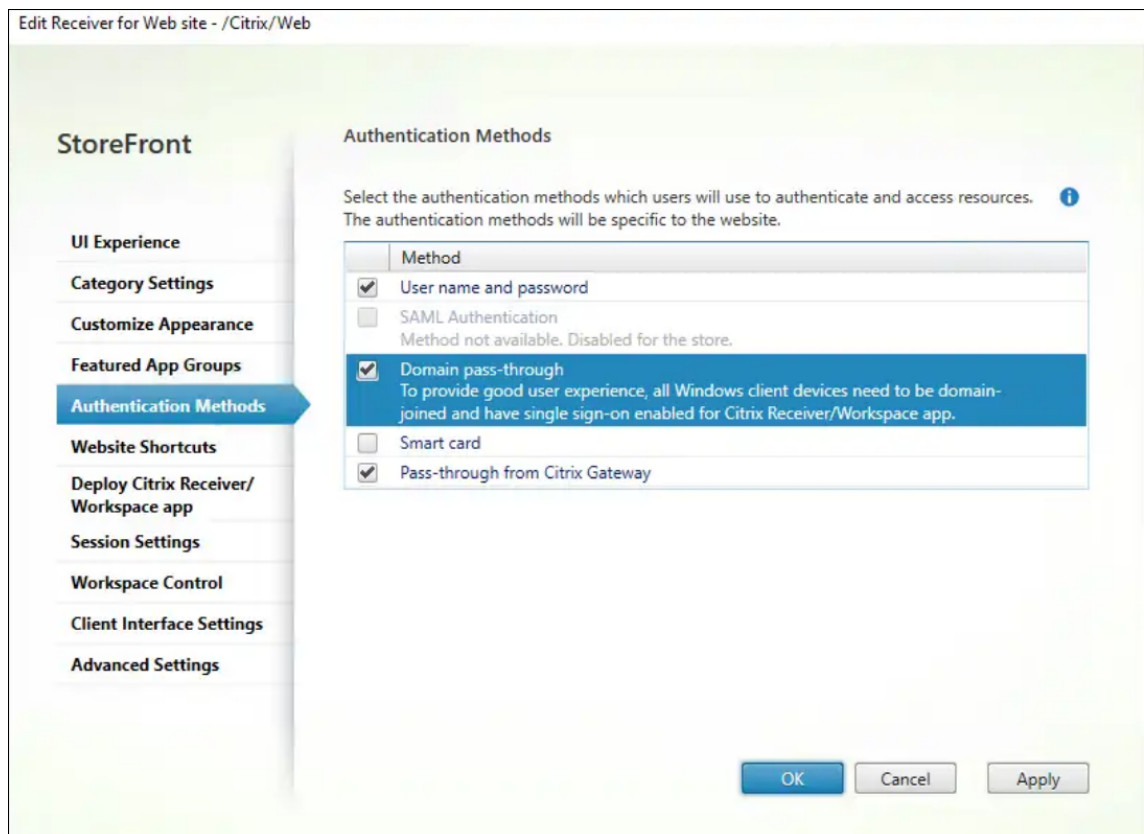 Edit Receiver for Web site - /Citrix/Web
StoreFront
UI Experience
Category Settings
Customize Appearance
Featured App Groups
Authentication Methods
Website Shortcuts
Deploy Citrix Receiver/
Workspace app
Session Settings
Workspace Control
Client Interface Settings
Advanced Settings
Authentication Methods
Select the authentication methods which users will use to authenticate and access resources.
The authentication methods will be specific to the website.
Method
User name and password
SAML Authentication
Method not available. Disabled for the store.
Domain pass-through
To provide good user experience, all Windows client devices need to be domain-
joined and have single sign-on enabled for Citrix Receiver/Workspace app.
Smart card
Pass-through from Citrix Gateway
OK
Cancel
Apply